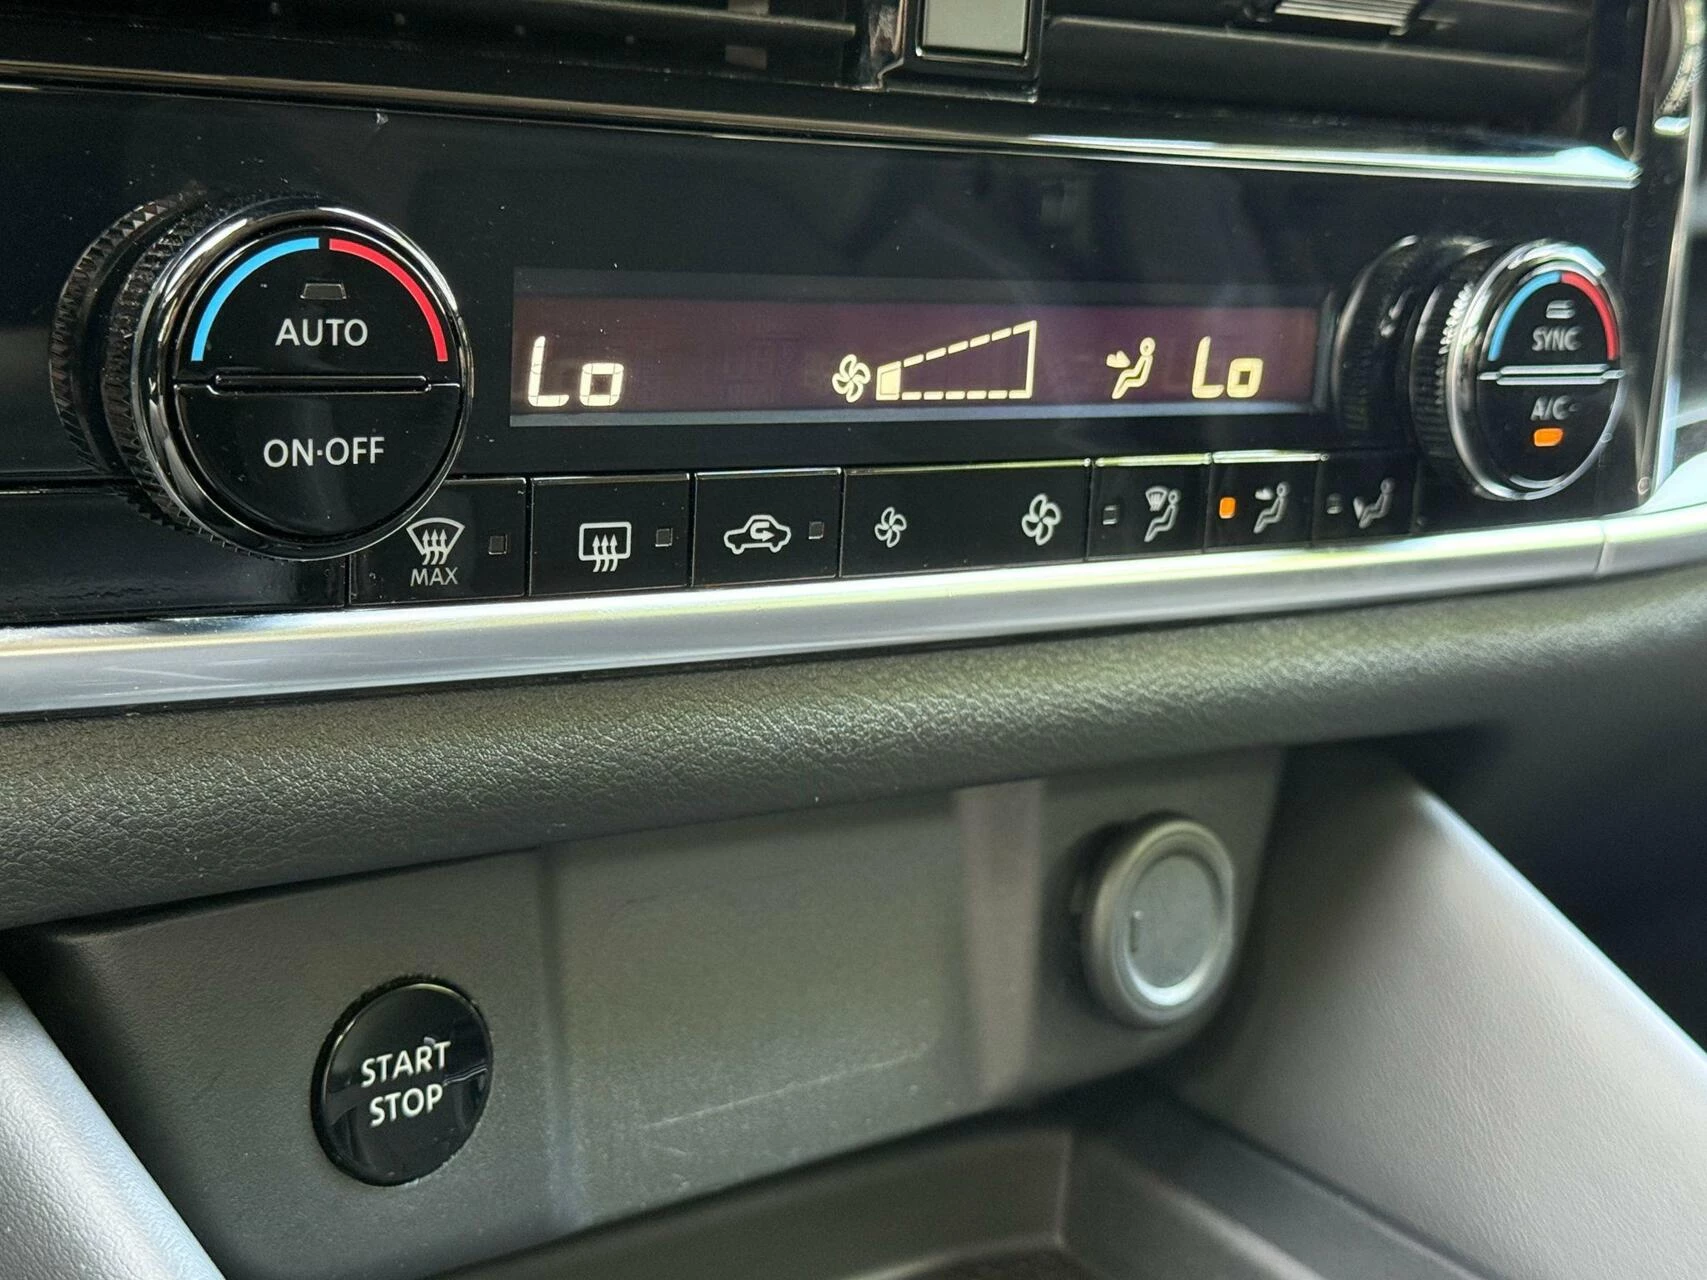 AUTO
ON·OFF
Lo
Lo
SYNC
A/C
MAX
START
STOP